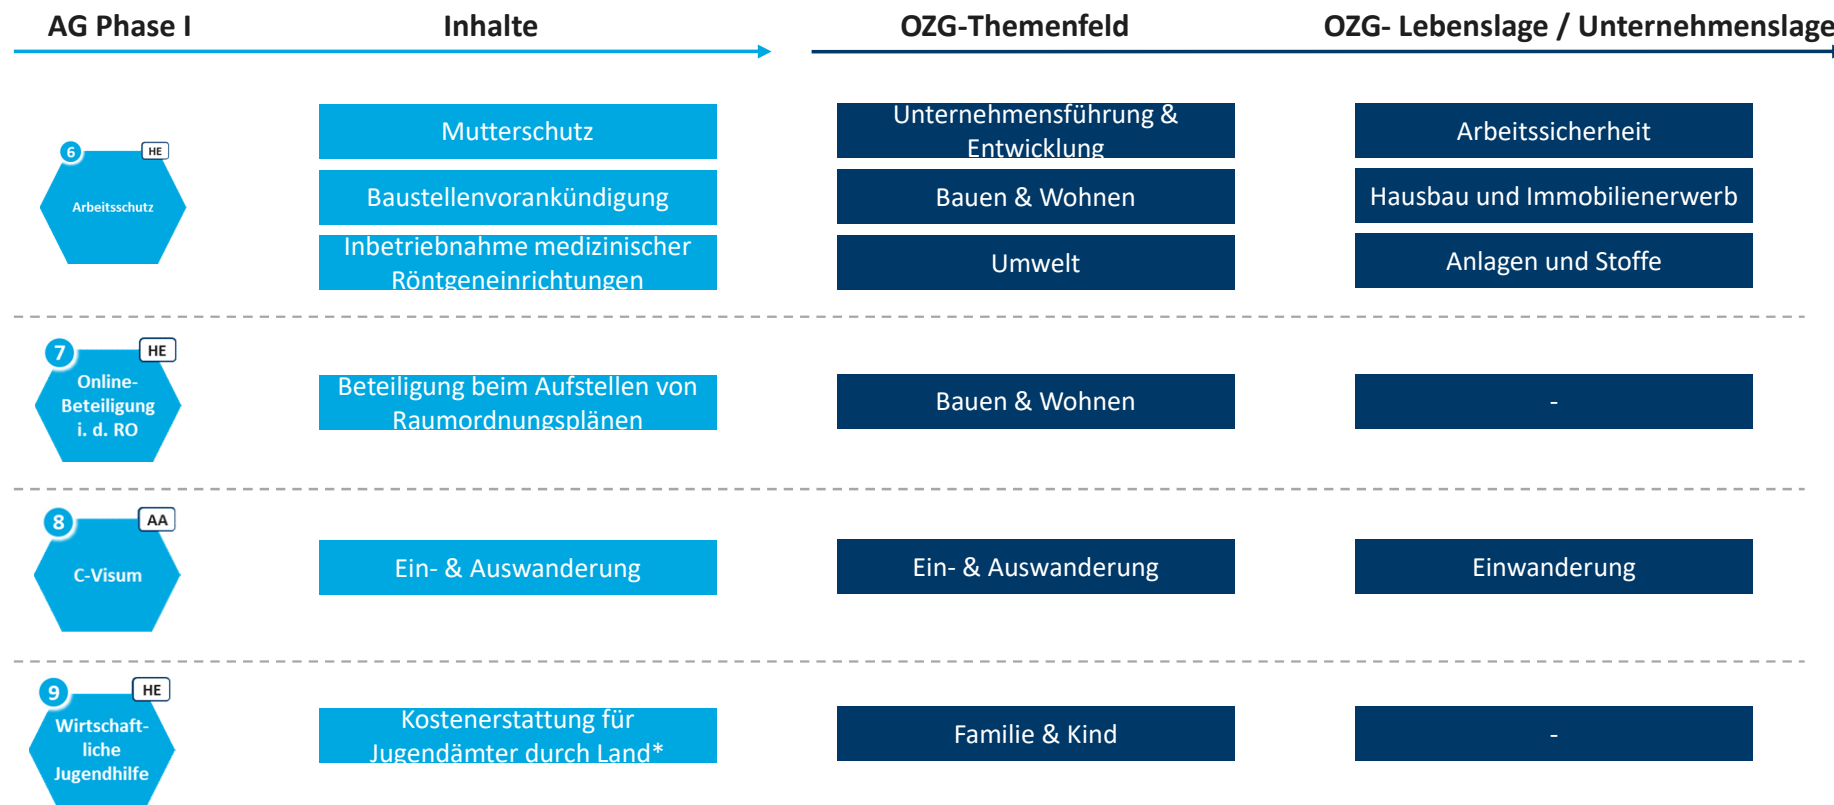 AG Phase I
Inhalte
OZG-Themenfeld
OZG- Lebenslage / Unternehmenslage
6
HE
Arbeitsschutz
Mutterschutz
Unternehmensführung &
Entwicklung
Arbeitssicherheit
Baustellenvorankündigung
Bauen & Wohnen
Hausbau und Immobilienerwerb
Inbetriebnahme medizinischer
Röntgeneinrichtungen
Umwelt
Anlagen und Stoffe
7
HE
Online-
Beteiligung
i. d. RO
Beteiligung beim Aufstellen von
Raumordnungsplänen
Bauen & Wohnen
-
8
AA
C-Visum
Ein- & Auswanderung
Ein- & Auswanderung
Einwanderung
9
HE
Wirtschaft-
liche
Jugendhilfe
Kostenerstattung für
Jugendämter durch Land*
Familie & Kind
-